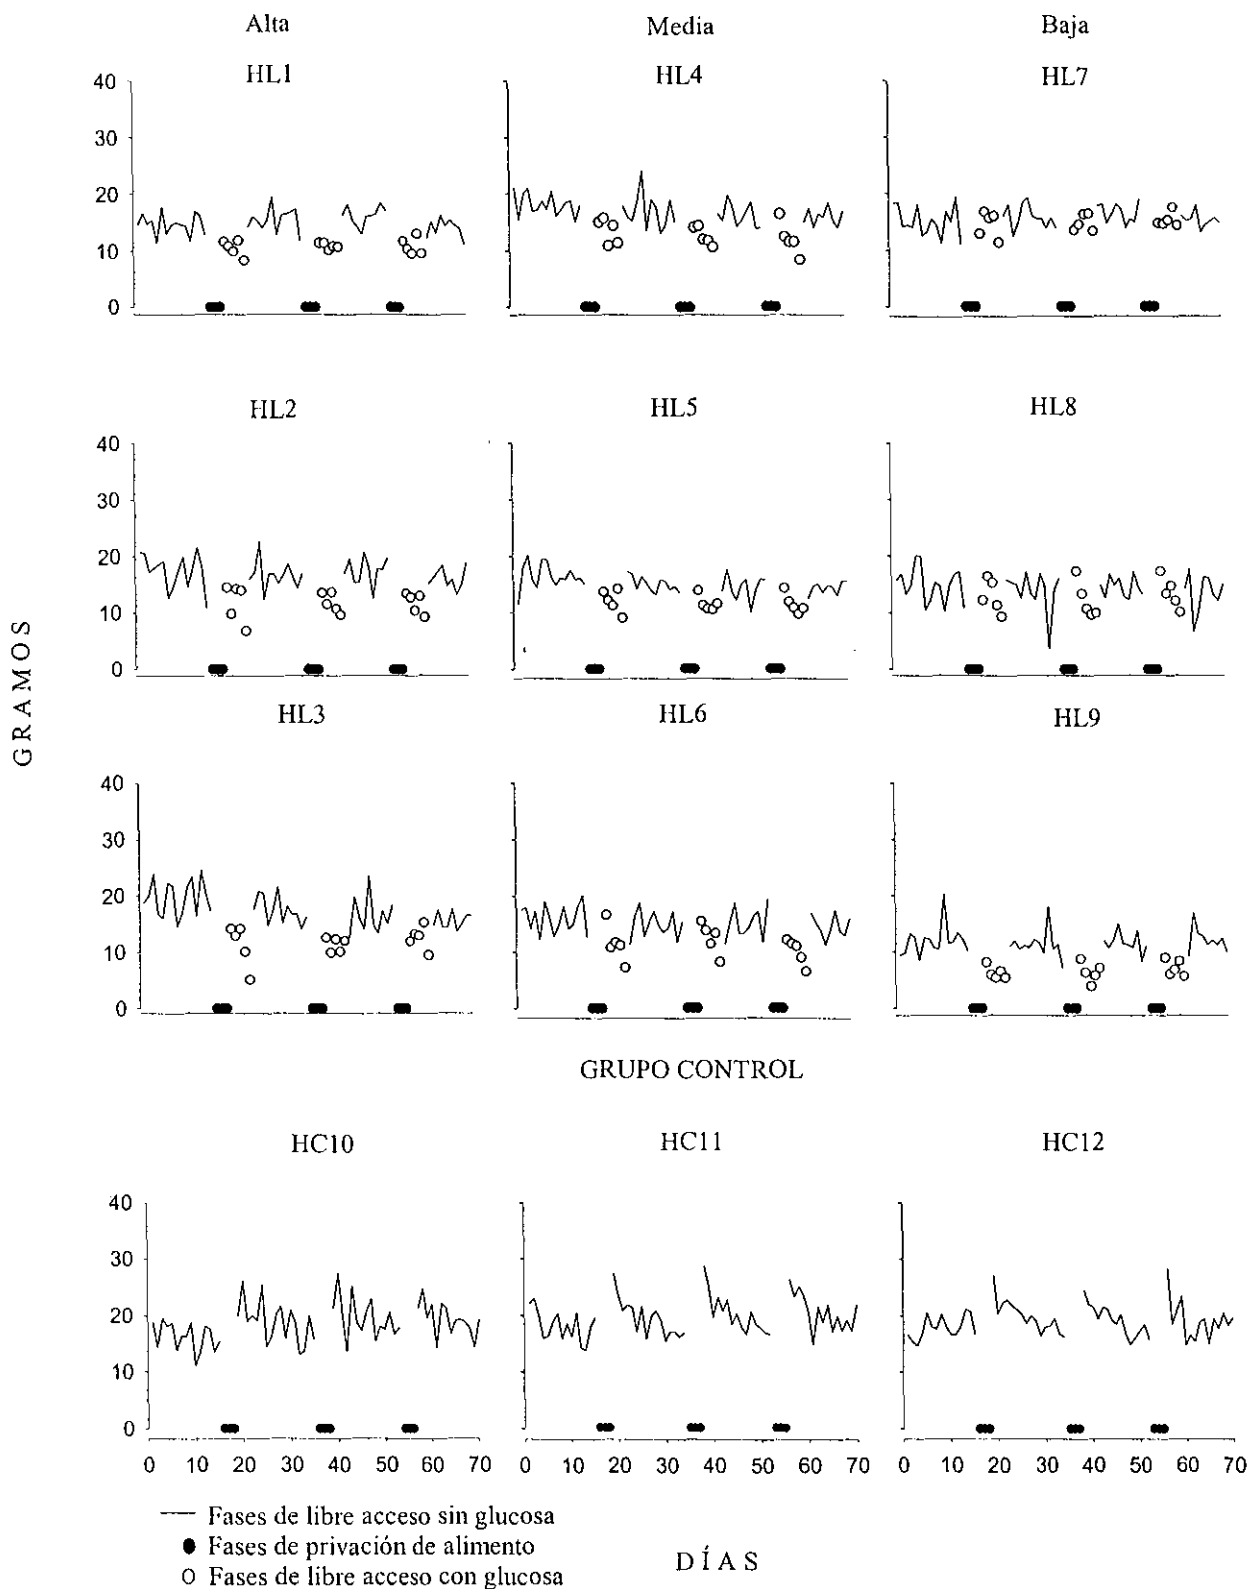 Alta Media Baja
HL1 HL4 HL7
40
30
20
10
0
HL2 HL5 HL8
40
30
20
10
0
GRAMOS
HL3 HL6 HL9
40
30
20
10
0
GRUPO CONTROL
HC10 HC11 HC12
40
30
20
10
0
0 10 20 30 40 50 60 70 0 10 20 30 40 50 60 70 0 10 20 30 40 50 60 70
Fases de libre acceso sin glucosa
Fases de privación de alimento
Fases de libre acceso con glucosa
DÍAS